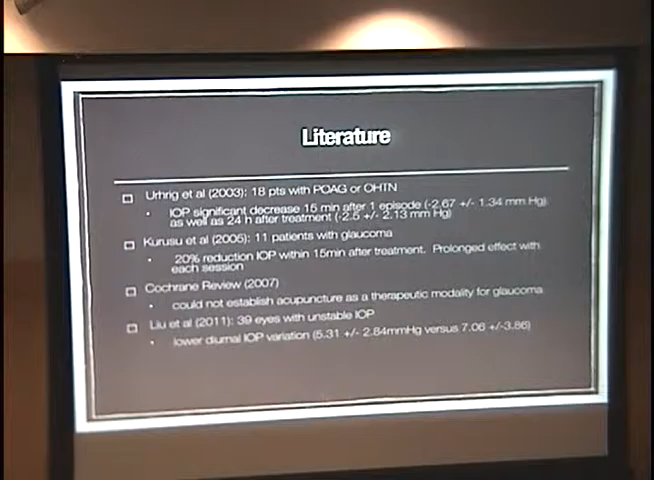 Literature
Uhrig et al (2003): 18 pts with POAG or OHTN
IOP significant decrease 15 min after 1 episode (-2.67 +/- 1.34 mm Hg)
as well as 24 h after treatment (-2.5 +/- 2.13 mm Hg)
Kurusu et al (2005): 11 patients with glaucoma
20% reduction IOP within 15min after treatment. Prolonged effect with
each session
Cochrane Review (2007)
could not establish acupuncture as a therapeutic modality for glaucoma
Liu et al (2011): 39 eyes with unstable IOP
lower diurnal IOP variation (5.31 +/- 2.84mmHg versus 7.06 +/-3.86)